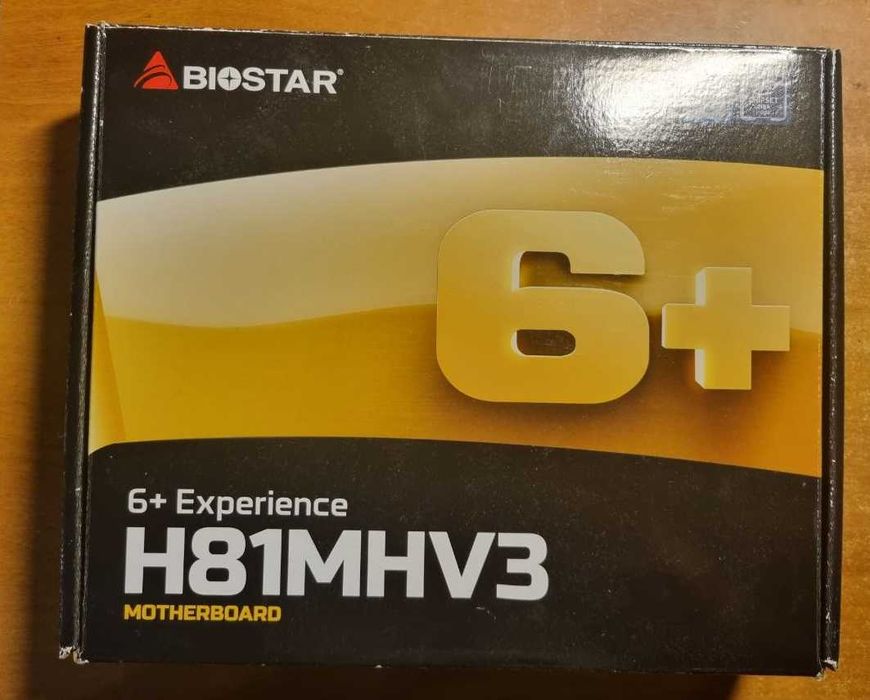 BIOSTAR®
6+
6+ Experience
H81MHV3
MOTHERBOARD